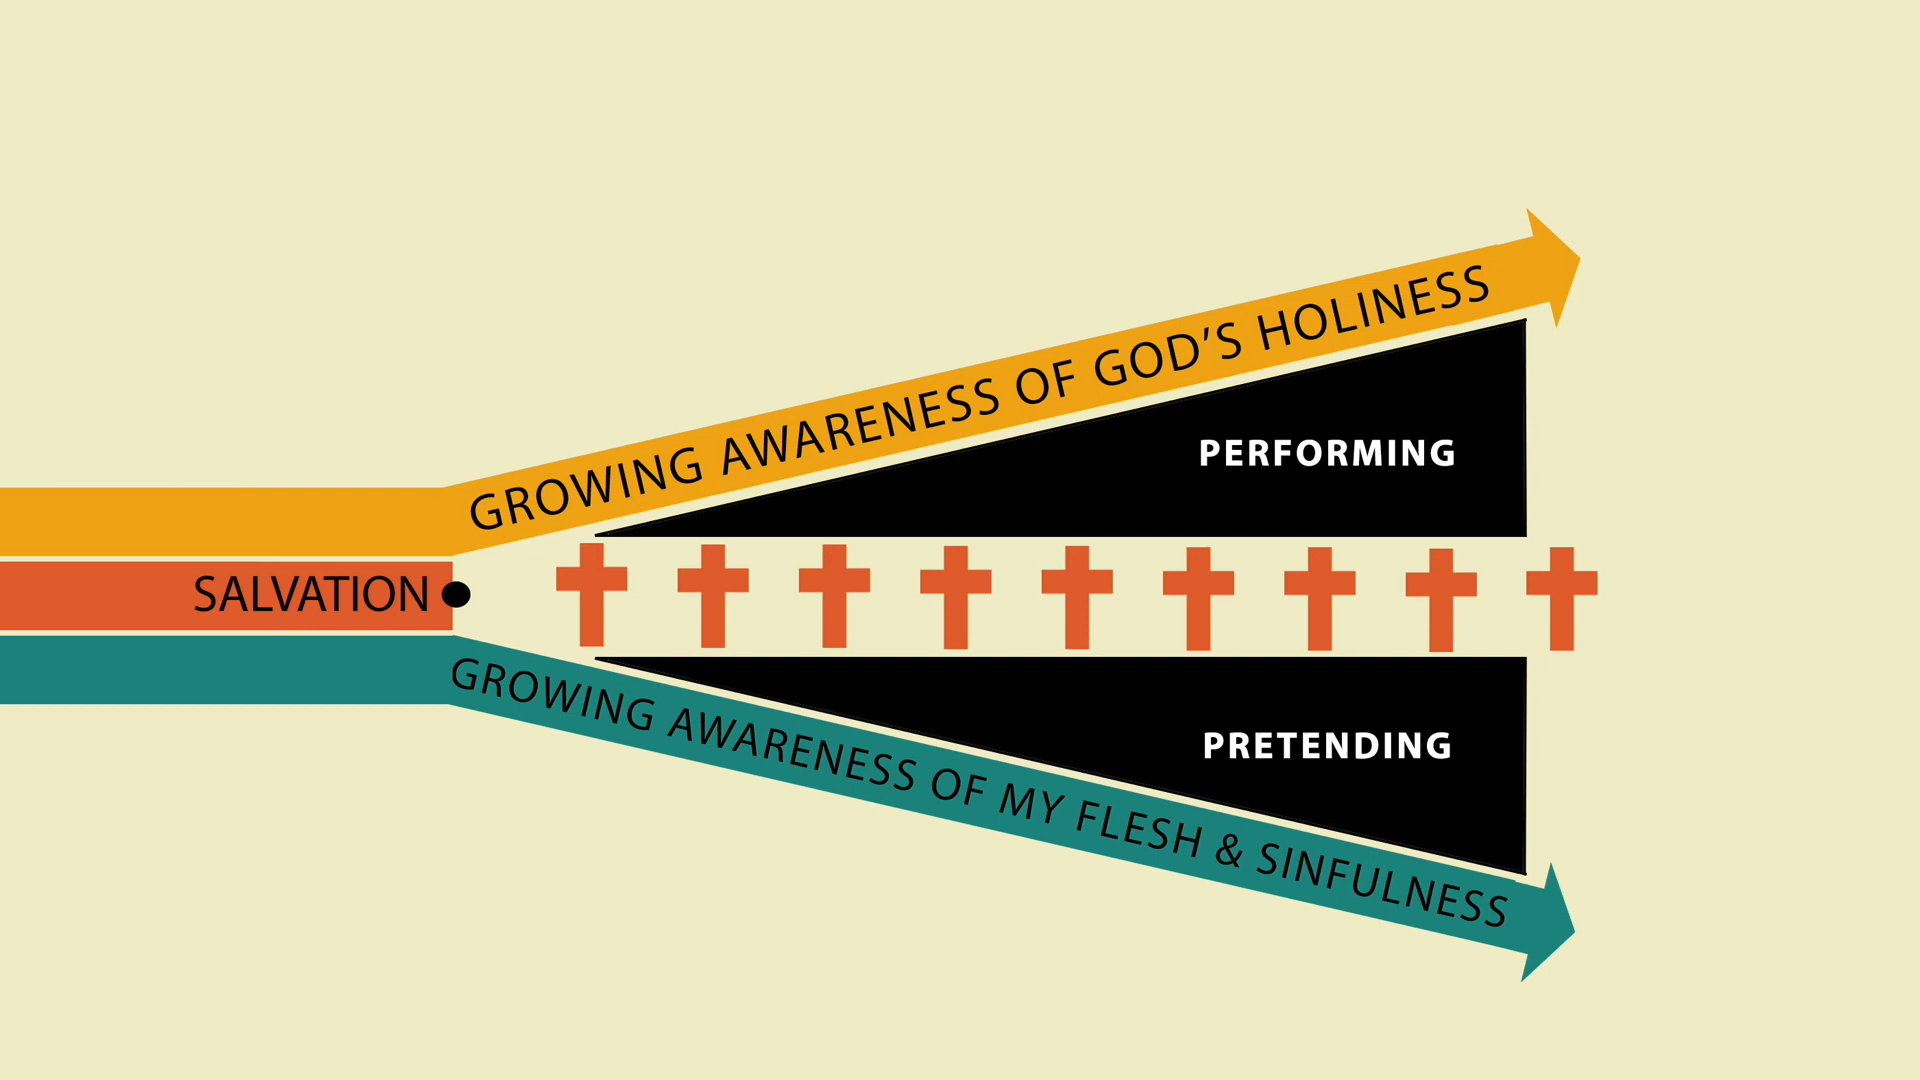 GROWING AWARENESS OF GOD’S HOLINESS
PERFORMING
SALVATION
PRETENDING
GROWING AWARENESS OF MY FLESH & SINFULNESS